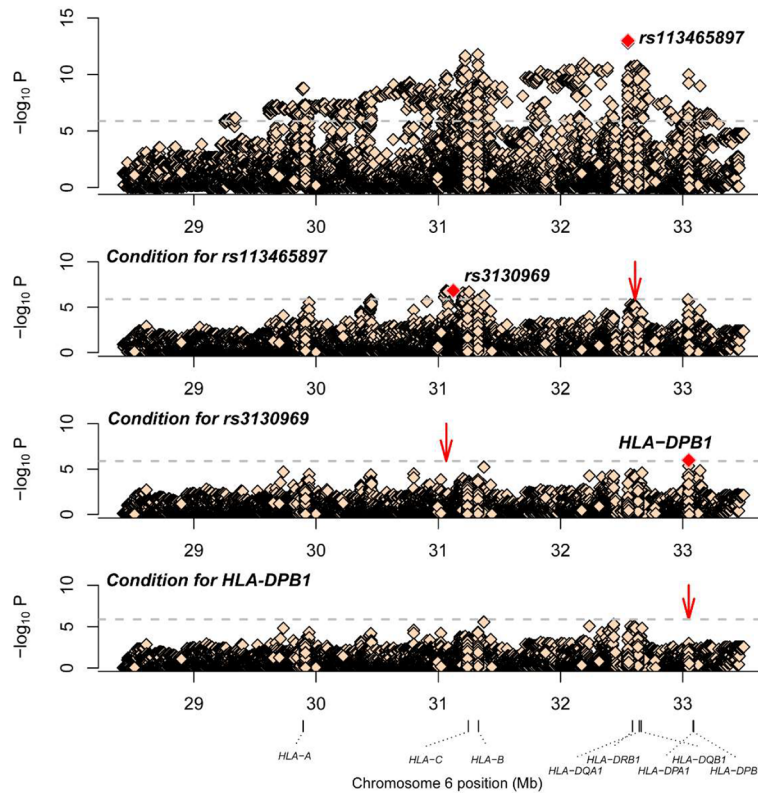 15
10
5
0
−log10 P
rs113465897
29 30 31 32 33
Condition for rs113465897
10
5
0
−log10 P
rs3130969
29 30 31 32 33
Condition for rs3130969
10
5
0
−log10 P
HLA−DPB1
29 30 31 32 33
Condition for HLA-DPB1
10
5
0
−log10 P
29 30 31 32 33
HLA−A HLA−C HLA−B HLA−DRB1 HLA−DQB1
HLA−DQA1 HLA−DPA1 HLA−DPB
Chromosome 6 position (Mb)